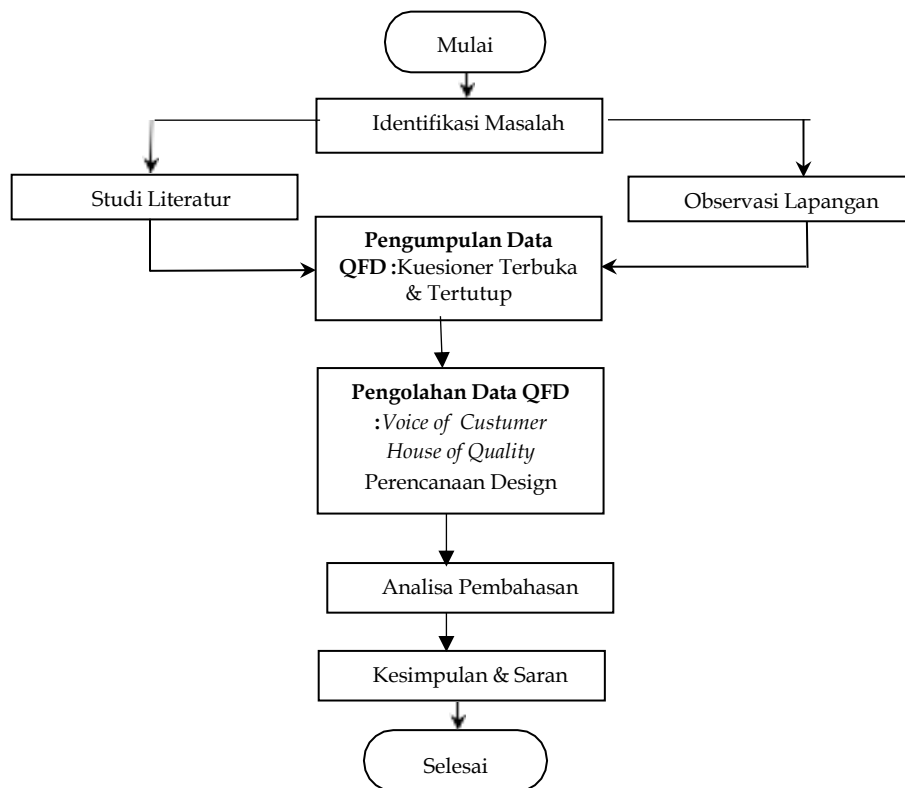 Mulai
Identifikasi Masalah
Studi Literatur
Observasi Lapangan
Pengumpulan Data
QFD :Kuesioner Terbuka
& Tertutup
Pengolahan Data QFD
:Voice of Custumer
House of Quality
Perencanaan Design
Analisa Pembahasan
Kesimpulan & Saran
Selesai